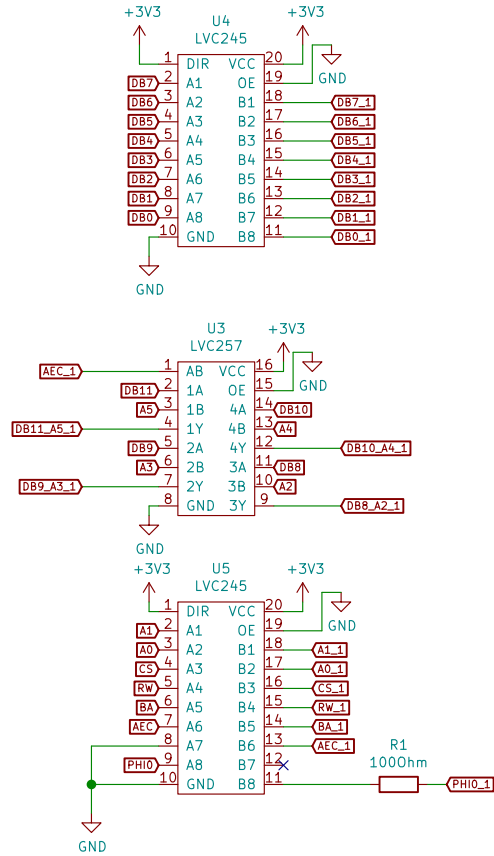 +3V3
U4
LVC245
1 DIR VCC 20
GND
DB7 2 A1 OE 19
DB6 3 A2 B1 18 DB7_1
DB5 4 A3 B2 17 DB6_1
DB4 5 A4 B3 16 DB5_1
DB3 6 A5 B4 15 DB4_1
DB2 7 A6 B5 14 DB3_1
DB1 8 A7 B6 13 DB2_1
DB0 9 A8 B7 12 DB1_1
10 GND B8 11 DB0_1
GND
U3
+3V3
LVC257
AEC_1 1 AB VCC 16
GND
DB11 2 1A OE 15
A5 3 1B 4A 14 DB10
DB11_A5_1 4 1Y 4B 13 A4
DB9 5 2A 4Y 12 DB10_A4_1
A3 6 2B 3A 11 DB8
DB9_A3_1 7 2Y 3B 10 A2
8 GND 3Y 9 DB8_A2_1
GND
+3V3 U5 +3V3
LVC245
1 DIR VCC 20
GND
A1 2 A1 OE 19
A0 3 A2 B1 18 A1_1
CS 4 A3 B2 17 A0_1
RW 5 A4 B3 16 CS_1
BA 6 A5 B4 15 RW_1
AEC 7 A6 B5 14 BA_1
8 A7 B6 13 AEC_1
R1
100Ohm
PHI0 9 A8 B7 12
10 GND B8 11 PHI0_1
GND
+3V3